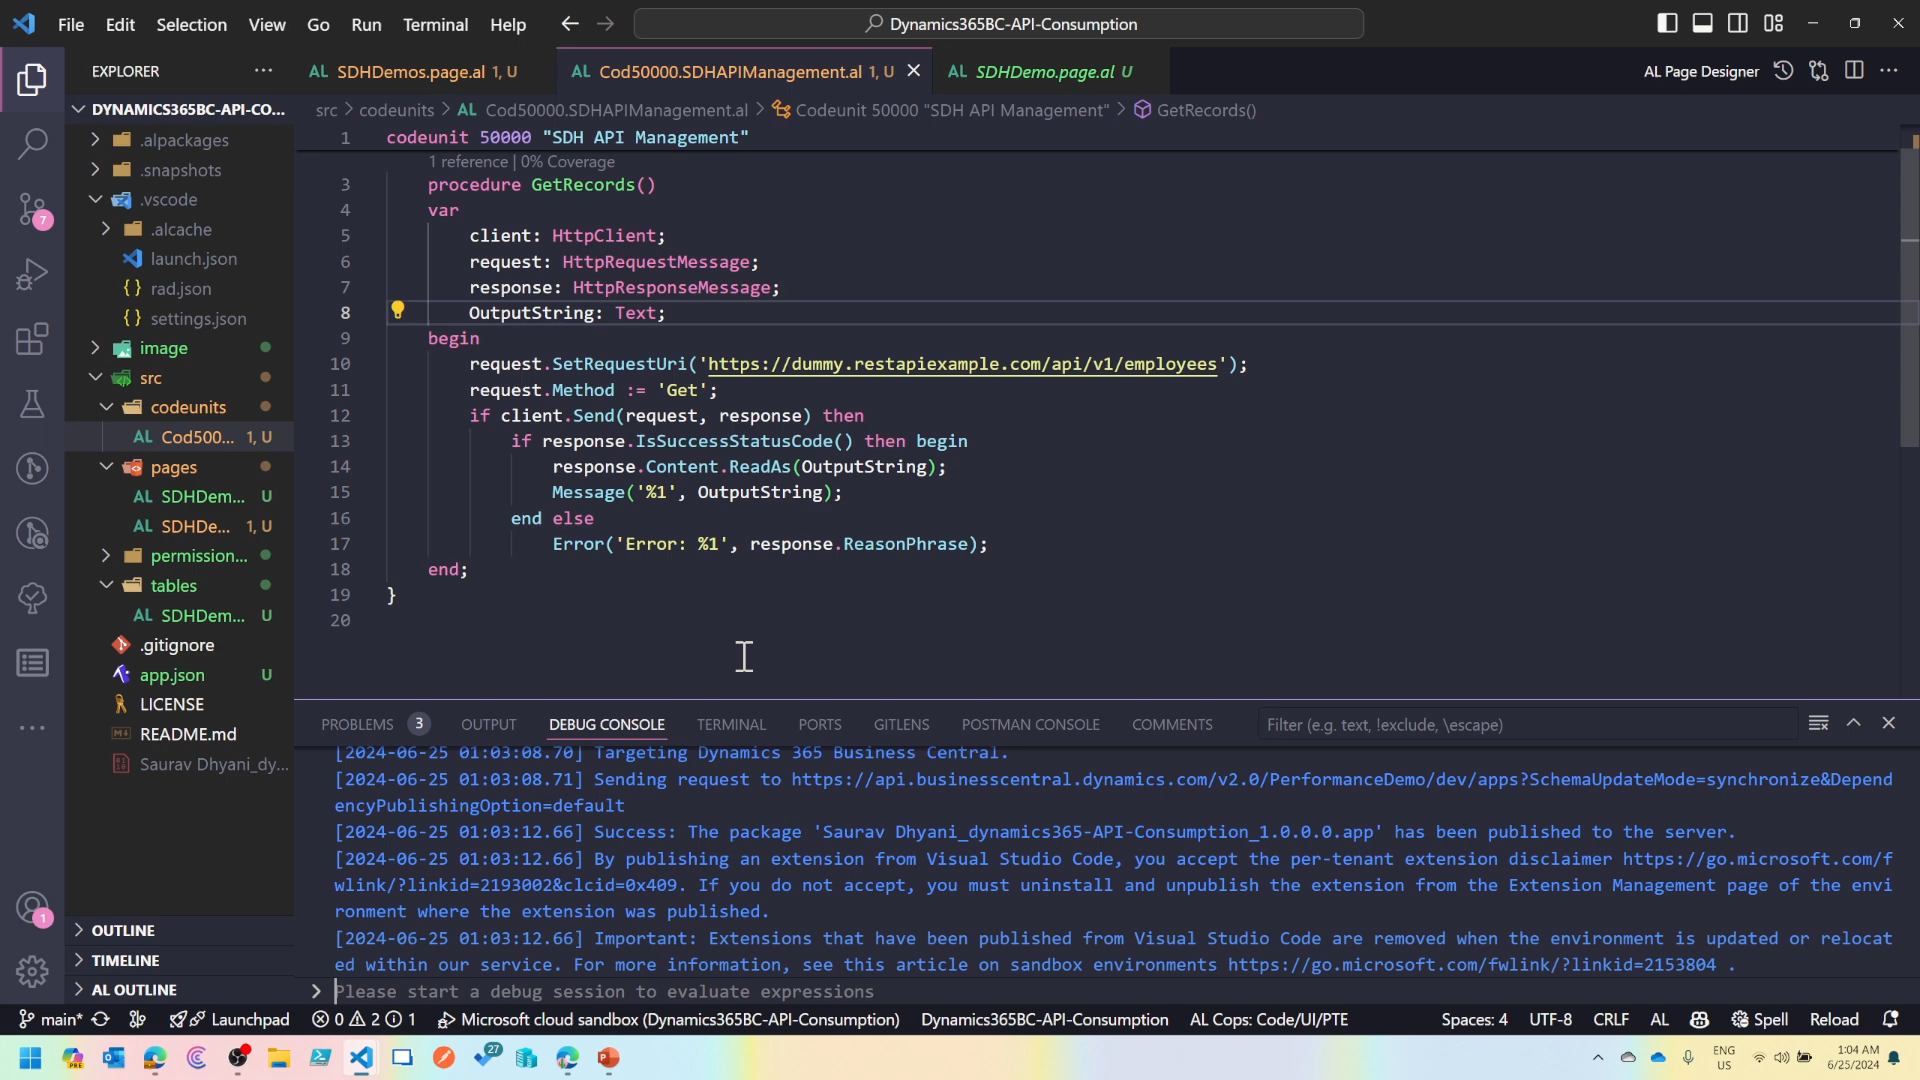 File Edit Selection View Go Run Terminal Help
Dynamics365BC-API-Consumption
EXPLORER
AL SDHDemos.page.al 1, U
AL Cod50000.SDHAPIManagement.al 1, U
AL SDHDemo.page.al U
AL Page Designer
DYNAMICS365BC-API-CO...
src > codeunits > AL Cod50000.SDHAPIManagement.al > Codeunit 50000 "SDH API Management" > GetRecords()
.alpackages
.snapshots
.vscode
.alcache
launch.json
{} rad.json
{} settings.json
image
src
codeunits
AL Cod500... 1, U
pages
AL SDHDem... U
AL SDHDe... 1, U
permission...
tables
AL SDHDem... U
.gitignore
app.json U
LICENSE
README.md
Saurav Dhyani_dy...
OUTLINE
TIMELINE
AL OUTLINE
7
1
1 codeunit 50000 "SDH API Management"
1 reference | 0% Coverage
3 procedure GetRecords()
4 var
5 client: HttpClient;
6 request: HttpRequestMessage;
7 response: HttpResponseMessage;
8 OutputString: Text;
9 begin
10 request.SetRequestUri('https://dummy.restapiexample.com/api/v1/employees');
11 request.Method := 'Get';
12 if client.Send(request, response) then
13 if response.IsSuccessStatusCode() then begin
14 response.Content.ReadAs(OutputString);
15 Message('%1', OutputString);
16 end else
17 Error('Error: %1', response.ReasonPhrase);
18 end;
19 }
20
PROBLEMS 3 OUTPUT DEBUG CONSOLE TERMINAL PORTS GITLENS POSTMAN CONSOLE COMMENTS
Filter (e.g. text, !exclude, \escape)
[2024-06-25 01:03:08.70] Targeting Dynamics 365 Business Central.
[2024-06-25 01:03:08.71] Sending request to https://api.businesscentral.dynamics.com/v2.0/PerformanceDemo/dev/apps?SchemaUpdateMode=synchronize&Depend
encyPublishingOption=default
[2024-06-25 01:03:12.66] Success: The package 'Saurav Dhyani_dynamics365-API-Consumption_1.0.0.0.app' has been published to the server.
[2024-06-25 01:03:12.66] By publishing an extension from Visual Studio Code, you accept the per-tenant extension disclaimer https://go.microsoft.com/f
wlink/?linkid=2193002&clcid=0x409. If you do not accept, you must uninstall and unpublish the extension from the Extension Management page of the envi
ronment where the extension was published.
[2024-06-25 01:03:12.66] Important: Extensions that have been published from Visual Studio Code are removed when the environment is updated or relocat
ed within our service. For more information, see this article on sandbox environments https://go.microsoft.com/fwlink/?linkid=2153804 .
Please start a debug session to evaluate expressions
main* Launchpad 0 2 1 Microsoft cloud sandbox (Dynamics365BC-API-Consumption) Dynamics365BC-API-Consumption AL Cops: Code/UI/PTE Spaces: 4 UTF-8 CRLF AL Spell Reload
PRE
27
ENG
US
1:04 AM
6/25/2024